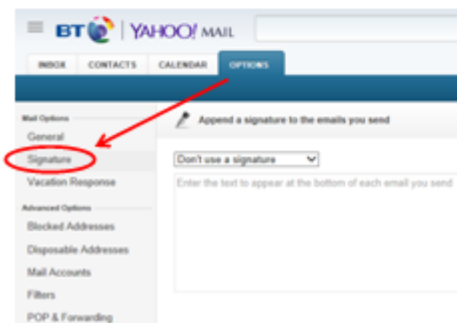 BT YAHOO! MAIL
INBOX CONTACTS CALENDAR OPTIONS
Mail Options
General
Signature
Vacation Response
Advanced Options
Blocked Addresses
Disposable Addresses
Mail Accounts
Filters
POP & Forwarding
Append a signature to the emails you send
Don't use a signature
Enter the text to appear at the bottom of each email you send